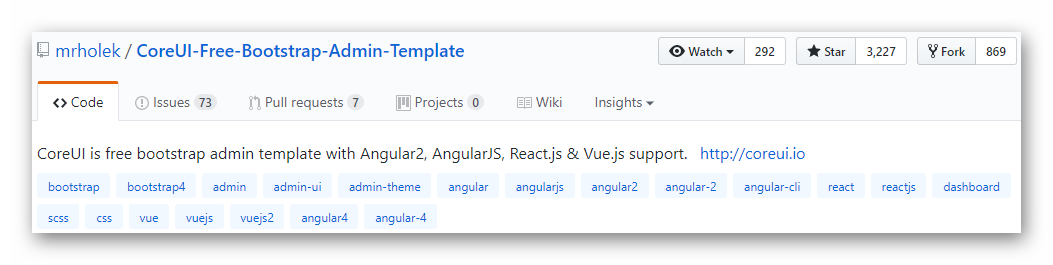 mrholek / CoreUI-Free-Bootstrap-Admin-Template Watch 292 Star 3,227 Fork 869
Code Issues 73 Pull requests 7 Projects 0 Wiki Insights
CoreUI is free bootstrap admin template with Angular2, AngularJS, React.js & Vue.js support. http://coreui.io
bootstrap bootstrap4 admin admin-ui admin-theme angular angularjs angular2 angular-2 angular-cli react reactjs dashboard
scss css vue vuejs vuejs2 angular4 angular-4